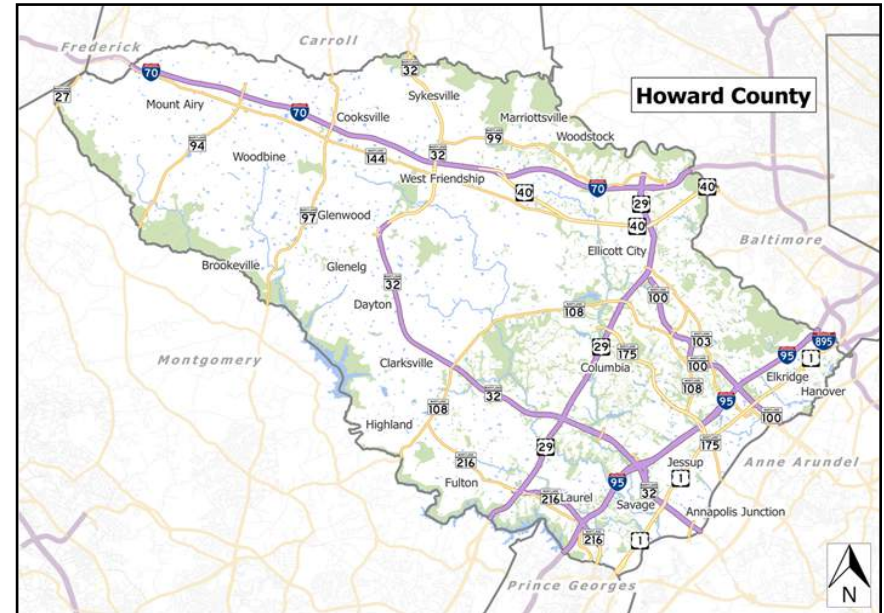 Carroll
Frederick
32
70
27
Mount Airy
70
Sykesville
Howard County
Cooksville
Marriottsville
94
99
Woodstock
Woodbine
144
32
West Friendship
40
70
40
29
97
Glenwood
40
Baltimore
Ellicott City
Brookeville
Glenelg
32
100
Dayton
108
103
895
Montgomery
29
175
95
1
Clarksville
Columbia
100
Elkridge
32
108
Hanover
108
95
100
Highland
29
175
216
Jessup
Anne Arundel
Fulton
95
1
216
Laurel
32
Savage
Annapolis Junction
216
1
Prince Georges
N